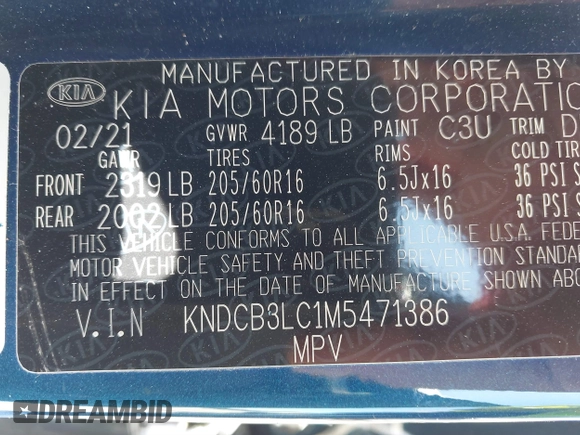 MANUFACTURED IN KOREA BY
KIA KIA MOTORS CORPORATION
02/21 GVWR 4189 LB PAINT C3U TRIM D
GAWR TIRES RIMS COLD TIR
FRONT 2319 LB 205/60R16 6.5Jx16 36 PSI S
REAR 2002 LB 205/60R16 6.5Jx16 36 PSI S
THIS VEHICLE CONFORMS TO ALL APPLICABLE U.S.A. FEDE
MOTOR VEHICLE SAFETY AND THEFT PREVENTION STANDA
IN EFFECT ON THE DATE OF MANUFACTURE SHOWN ABO
V.I.N KNDCB3LC1M5471386
MPV
DREAMBID